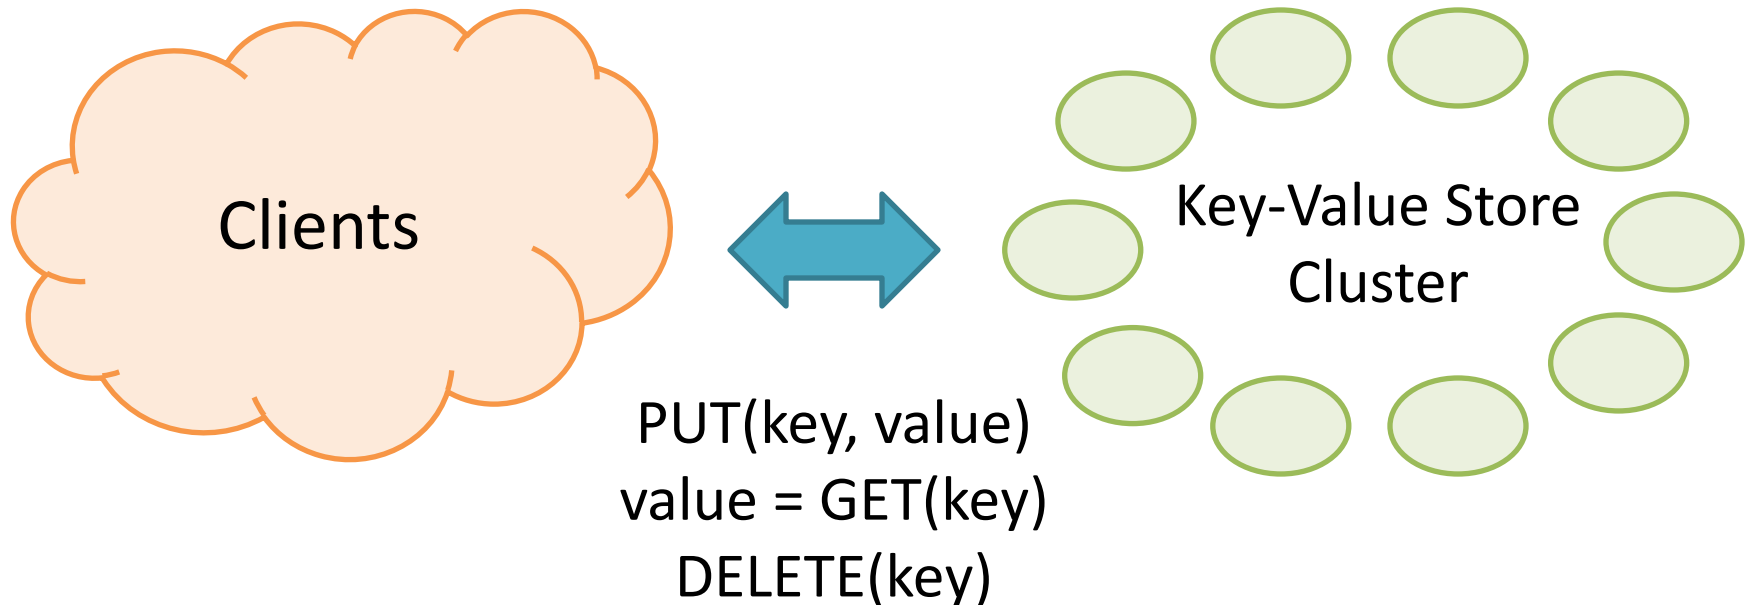 Clients
Key-Value Store
Cluster
PUT(key, value)
value = GET(key)
DELETE(key)